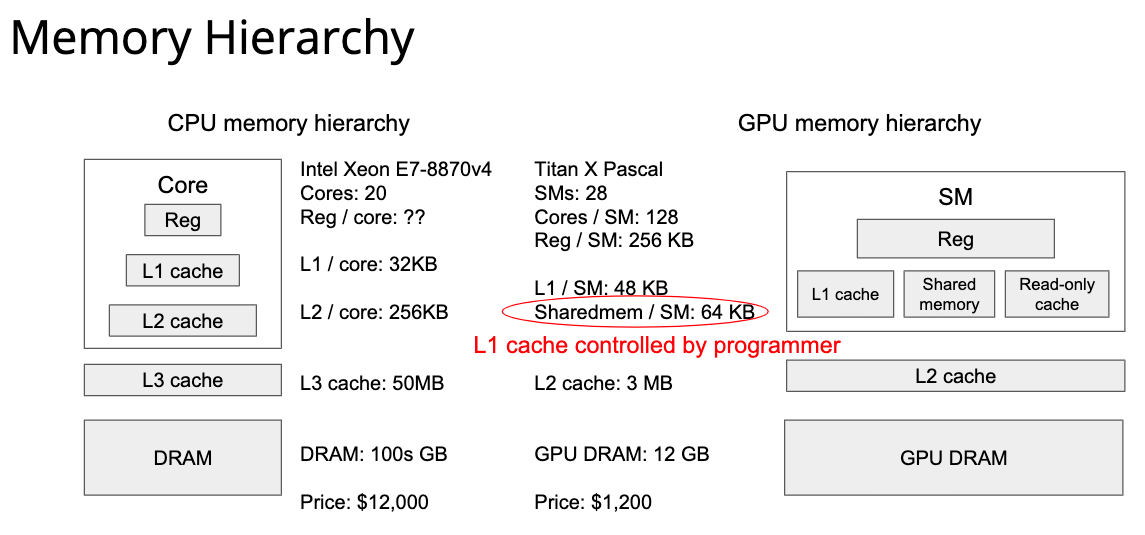 Memory Hierarchy
CPU memory hierarchy
Core
Reg
L1 cache
L2 cache
L3 cache
DRAM
Intel Xeon E7-8870v4
Cores: 20
Reg / core: ??
L1 / core: 32KB
L2 / core: 256KB
L3 cache: 50MB
DRAM: 100s GB
Price: $12,000
GPU memory hierarchy
Titan X Pascal
SMs: 28
Cores / SM: 128
Reg / SM: 256 KB
L1 / SM: 48 KB
Sharedmem / SM: 64 KB
L1 cache controlled by programmer
L2 cache: 3 MB
GPU DRAM: 12 GB
Price: $1,200
SM
Reg
L1 cache
Shared
memory
Read-only
cache
L2 cache
GPU DRAM